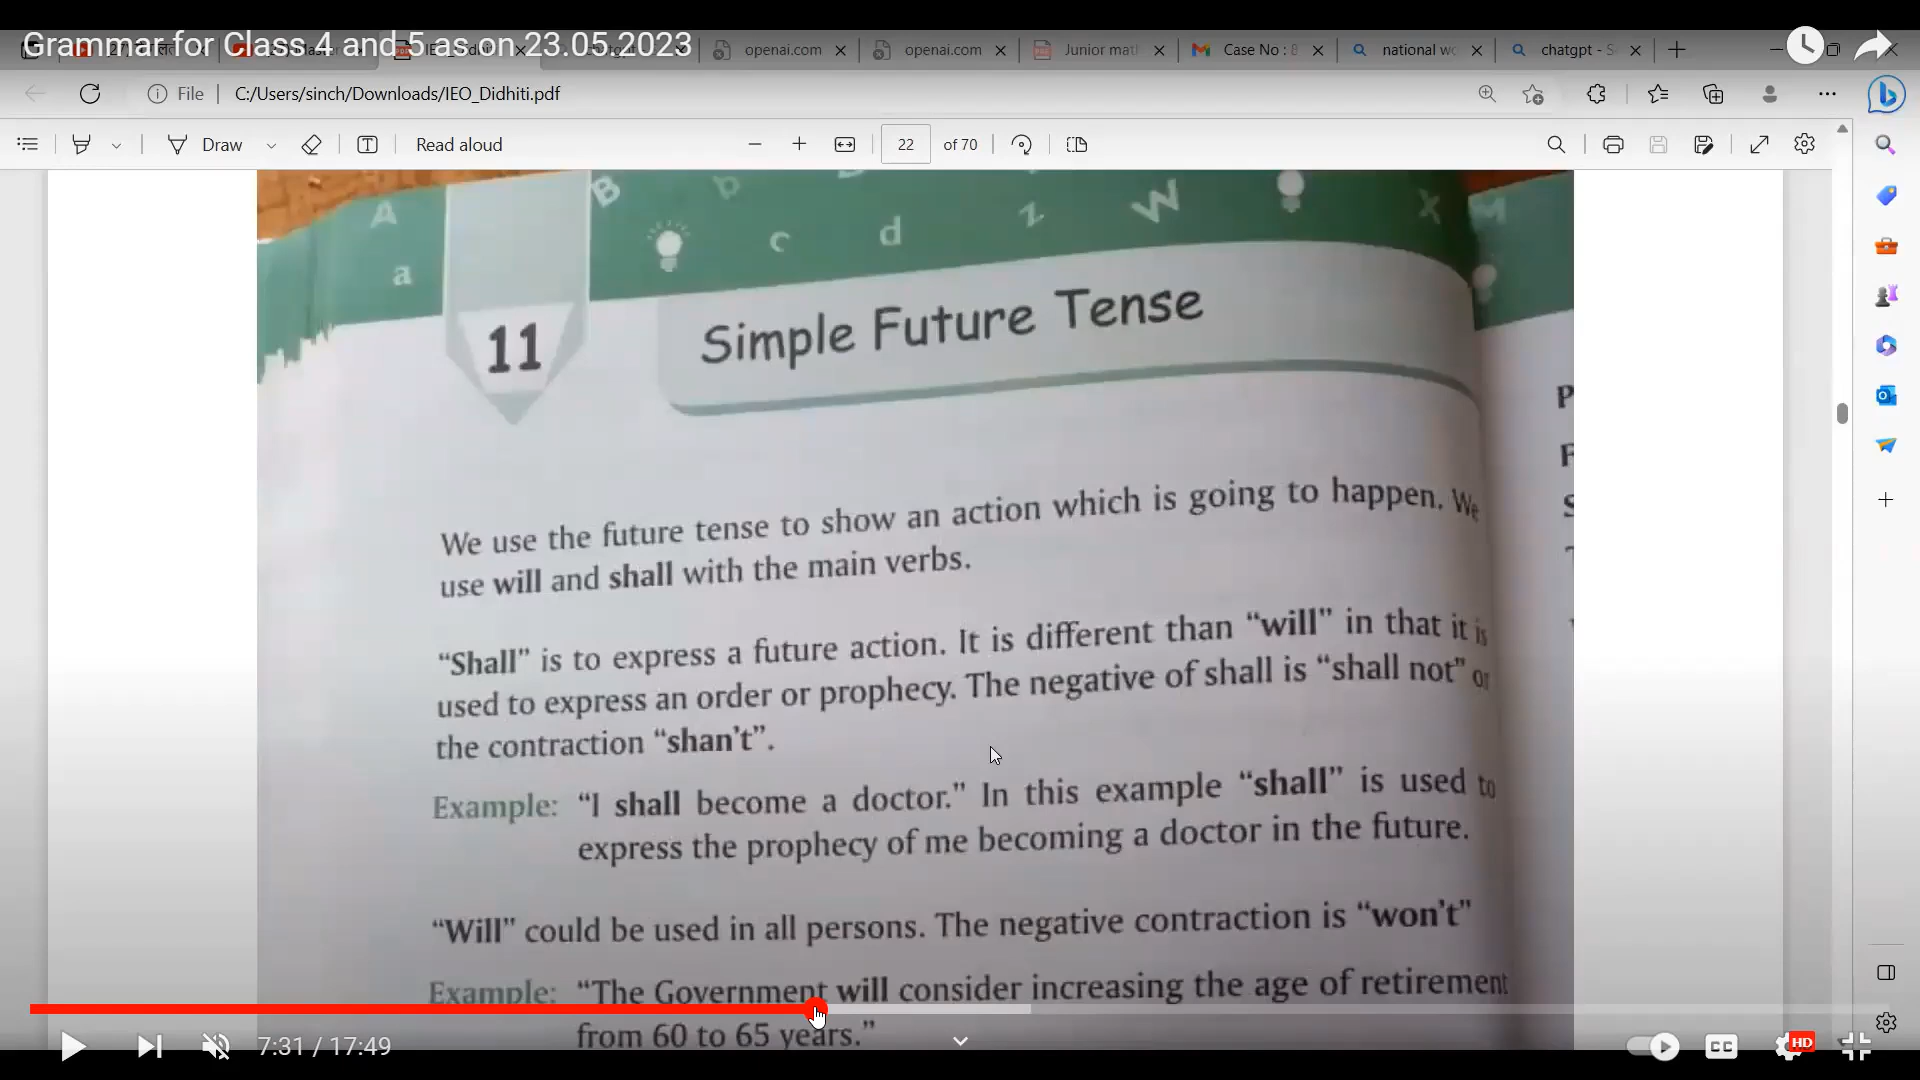 Grammar for Class 4 and 5 as on 23.05.2023
openai.com
openai.com
Junior mat
Case No : 8
national wo
chatgpt - S
File
C:/Users/sinch/Downloads/IEO_Didhiti.pdf
Draw
Read aloud
22
of 70
A
a
B
b
c
d
z
W
X
M
11
Simple Future Tense
We use the future tense to show an action which is going to happen. We
use will and shall with the main verbs.
“Shall” is to express a future action. It is different than “will” in that it is
used to express an order or prophecy. The negative of shall is “shall not” or
the contraction “shan’t”.
Example: “I shall become a doctor.” In this example “shall” is used to
express the prophecy of me becoming a doctor in the future.
“Will” could be used in all persons. The negative contraction is “won’t”
Example: “The Government will consider increasing the age of retirement
from 60 to 65 years.”
P
F
S
7:31 / 17:49
CC
HD